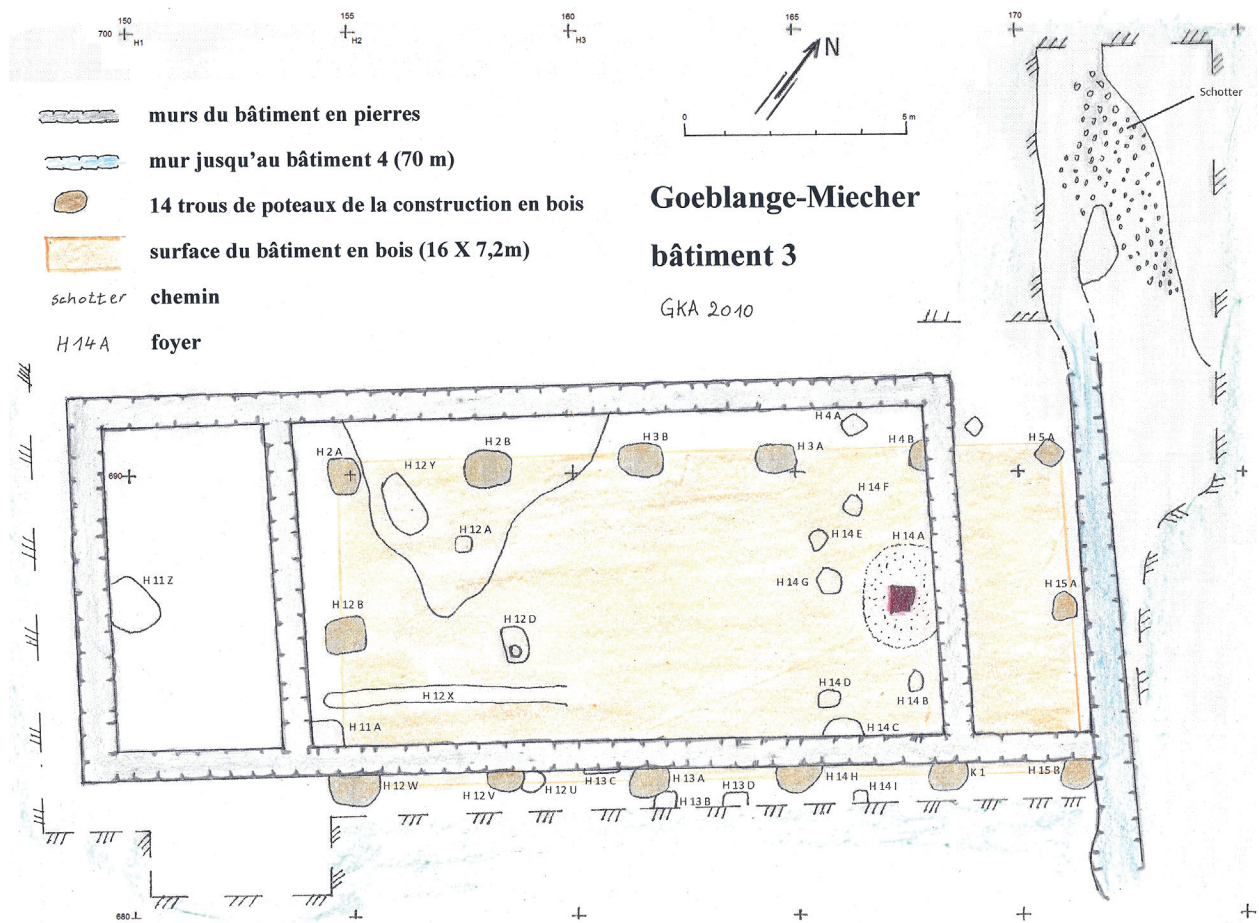 150
155
160
165
170
700
H1
H2
H3
N
Schotter
0
5 m
murs du bâtiment en pierres
mur jusqu'au bâtiment 4 (70 m)
14 trous de poteaux de la construction en bois
surface du bâtiment en bois (16 X 7,2m)
schotter chemin
H14A foyer
Goeblange-Miecher
bâtiment 3
GKA 2010
H 4 A
H 2 A
H 2 B
H 3 B
H 3 A
H 4 B
H 5 A
690
H 12 Y
H 14 F
H 12 A
H 14 E
H 14 A
H 11 Z
H 14 G
H 15 A
H 12 B
H 12 D
H 12 X
H 14 D
H 14 B
H 11 A
H 14 C
H 12 W
H 12 V
H 12 U
H 13 C
H 13 A
H 13 B
H 13 D
H 14 H
H 14 I
K 1
H 15 B
680